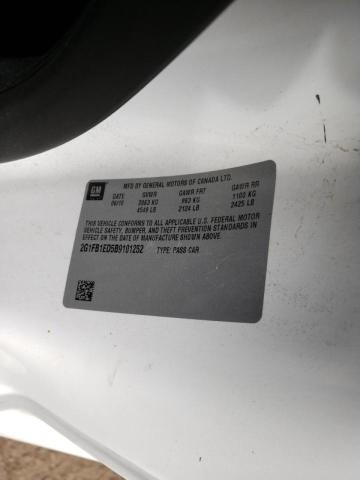 GM
MFD BY GENERAL MOTORS OF CANADA LTD.
DATE GVWR GAWR FRT GAWR RR
06/10 2063 KG 963 KG 1100 KG
4549 LB 2124 LB 2425 LB
THIS VEHICLE CONFORMS TO ALL APPLICABLE U.S. FEDERAL MOTOR
VEHICLE SAFETY, BUMPER, AND THEFT PREVENTION STANDARDS IN
EFFECT ON THE DATE OF MANUFACTURE SHOWN ABOVE.
2G1FB1ED5B9101252 TYPE: PASS CAR